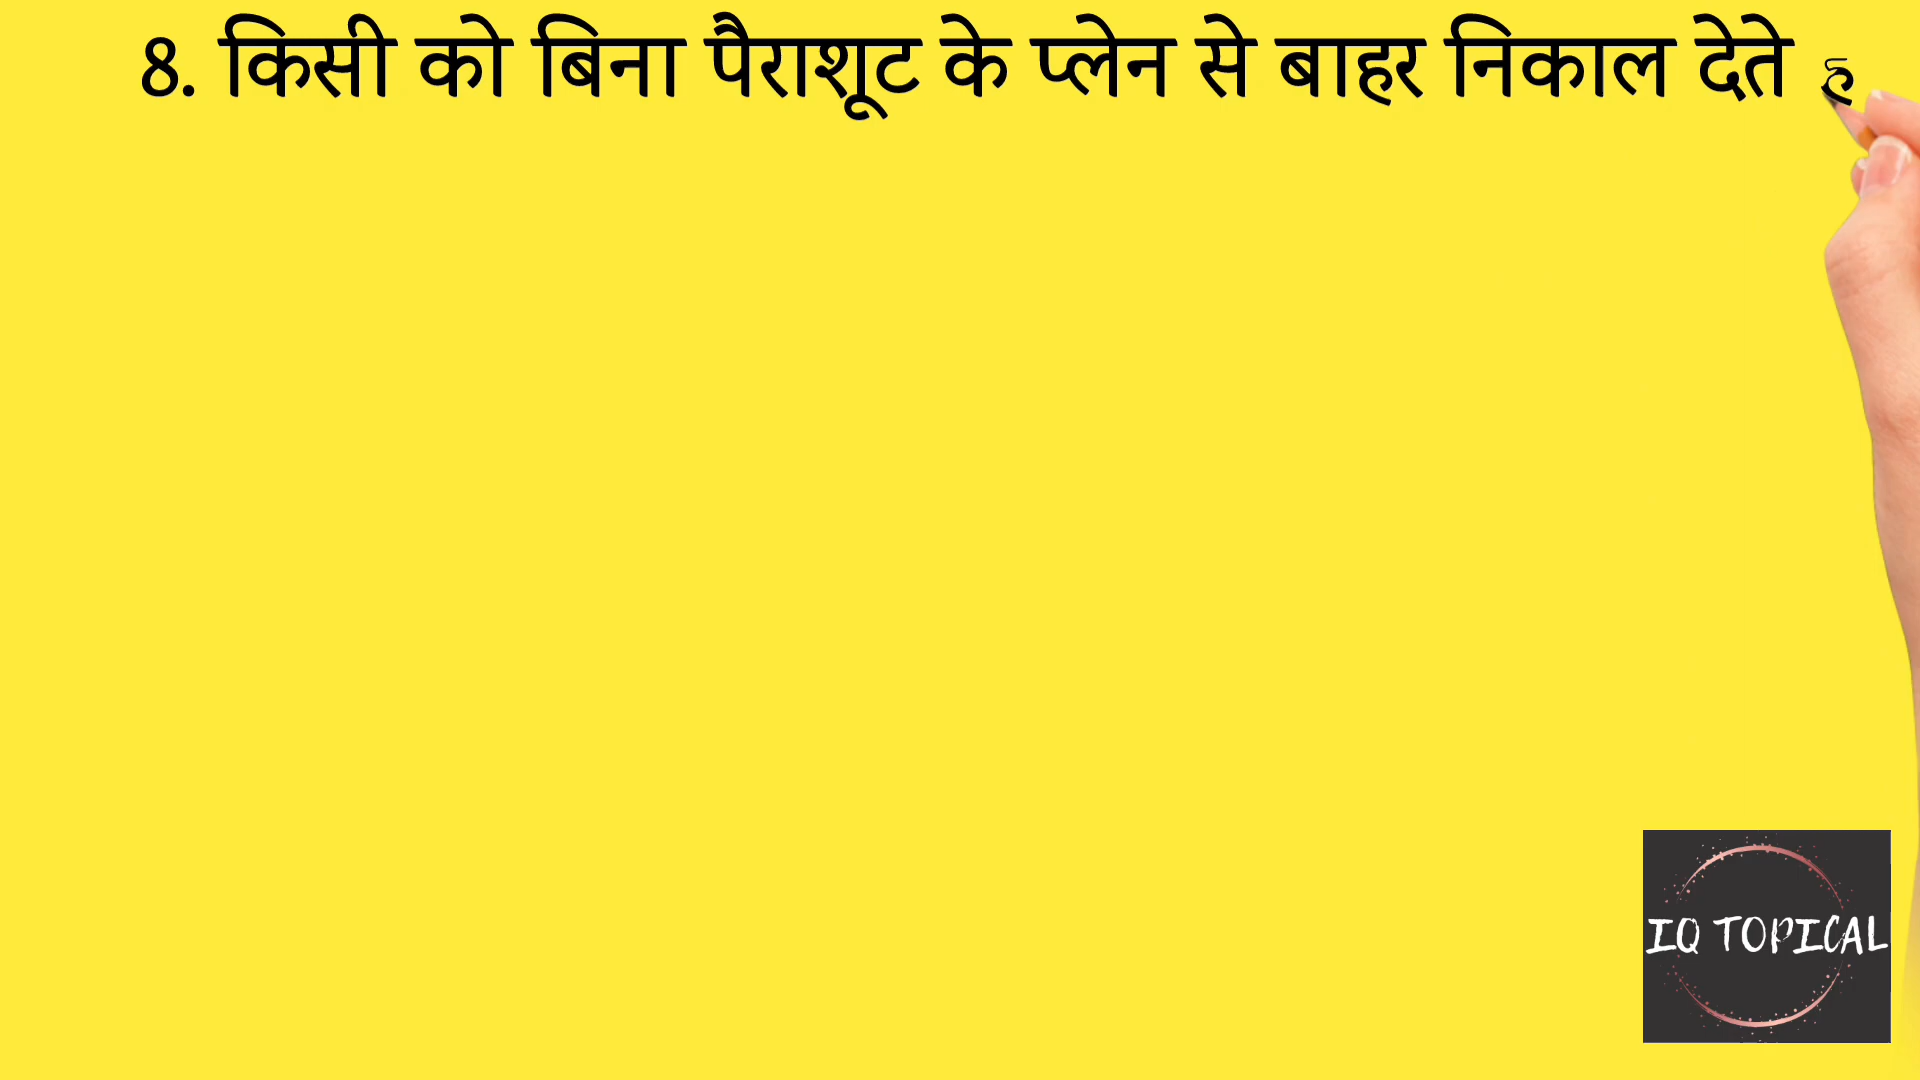 8. किसी को बिना पैराशूट के प्लेन से बाहर निकाल देते
IQ TOPICAL